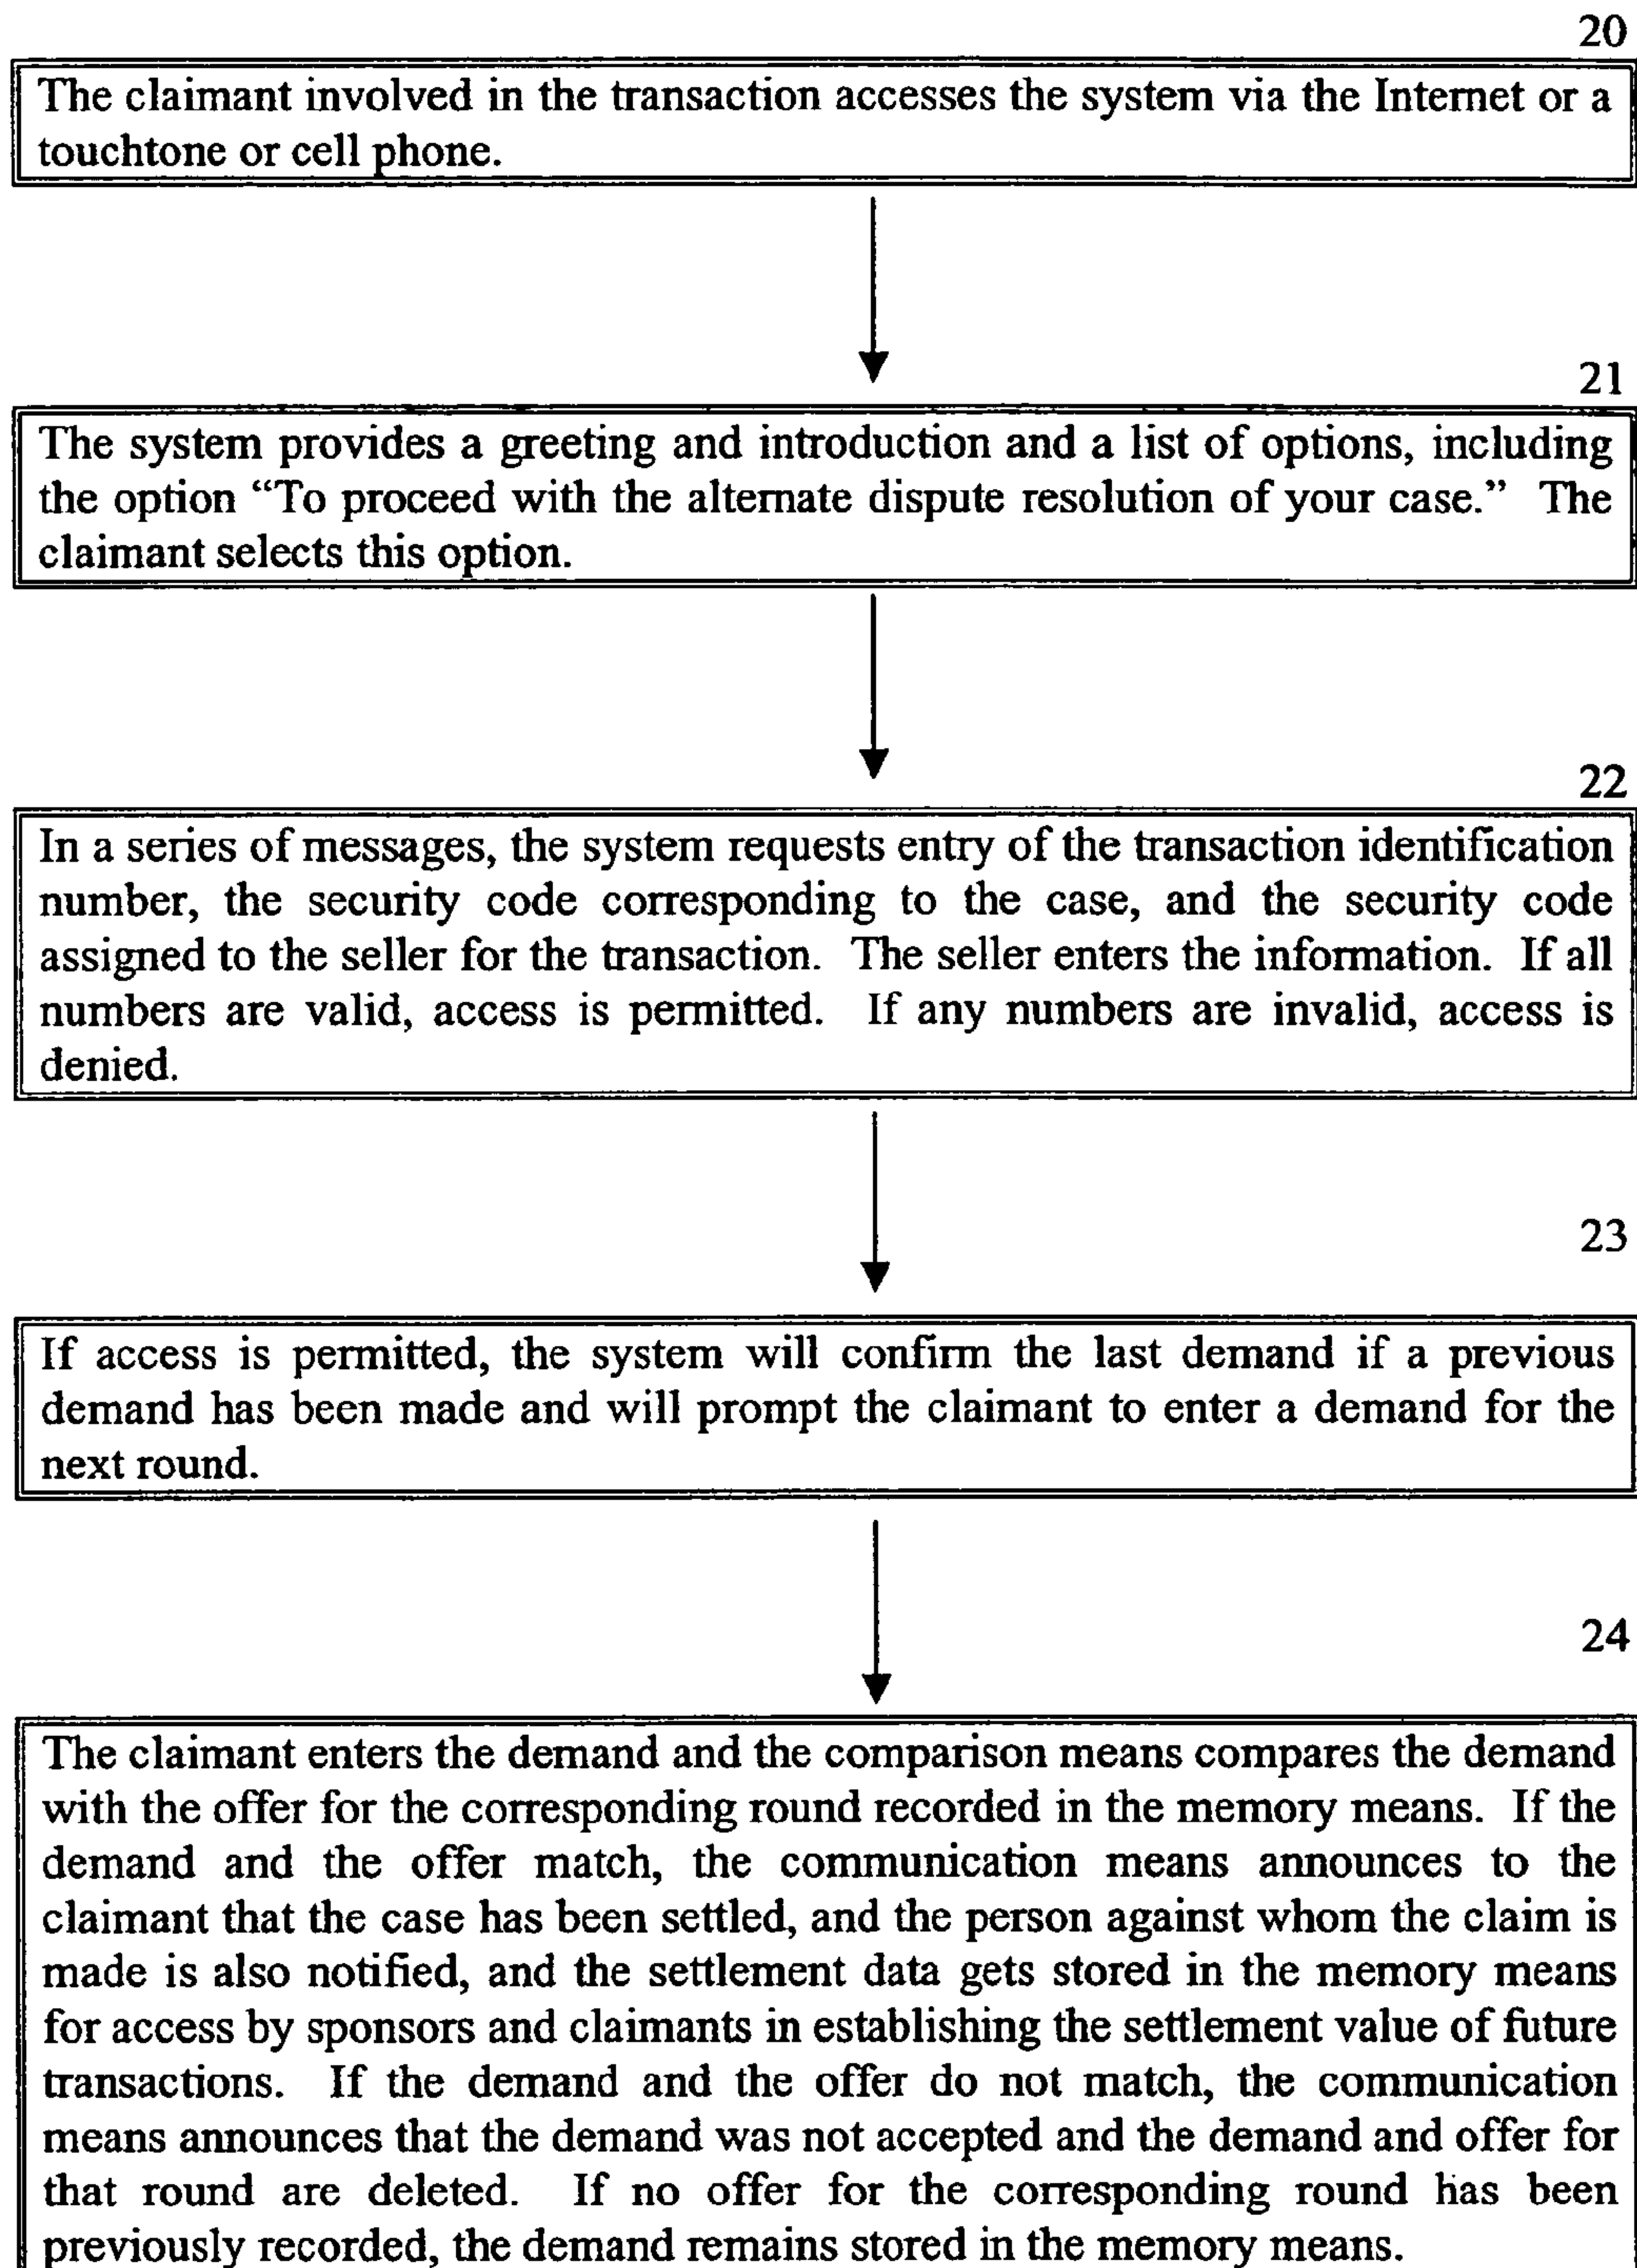 20
The claimant involved in the transaction accesses the system via the Internet or a
touchtone or cell phone.
21
The system provides a greeting and introduction and a list of options, including
the option “To proceed with the alternate dispute resolution of your case.” The
claimant selects this option.
22
In a series of messages, the system requests entry of the transaction identification
number, the security code corresponding to the case, and the security code
assigned to the seller for the transaction. The seller enters the information. If all
numbers are valid, access is permitted. If any numbers are invalid, access is
denied.
23
If access is permitted, the system will confirm the last demand if a previous
demand has been made and will prompt the claimant to enter a demand for the
next round.
24
The claimant enters the demand and the comparison means compares the demand
with the offer for the corresponding round recorded in the memory means. If the
demand and the offer match, the communication means announces to the
claimant that the case has been settled, and the person against whom the claim is
made is also notified, and the settlement data gets stored in the memory means
for access by sponsors and claimants in establishing the settlement value of future
transactions. If the demand and the offer do not match, the communication
means announces that the demand was not accepted and the demand and offer for
that round are deleted. If no offer for the corresponding round has been
previously recorded, the demand remains stored in the memory means.